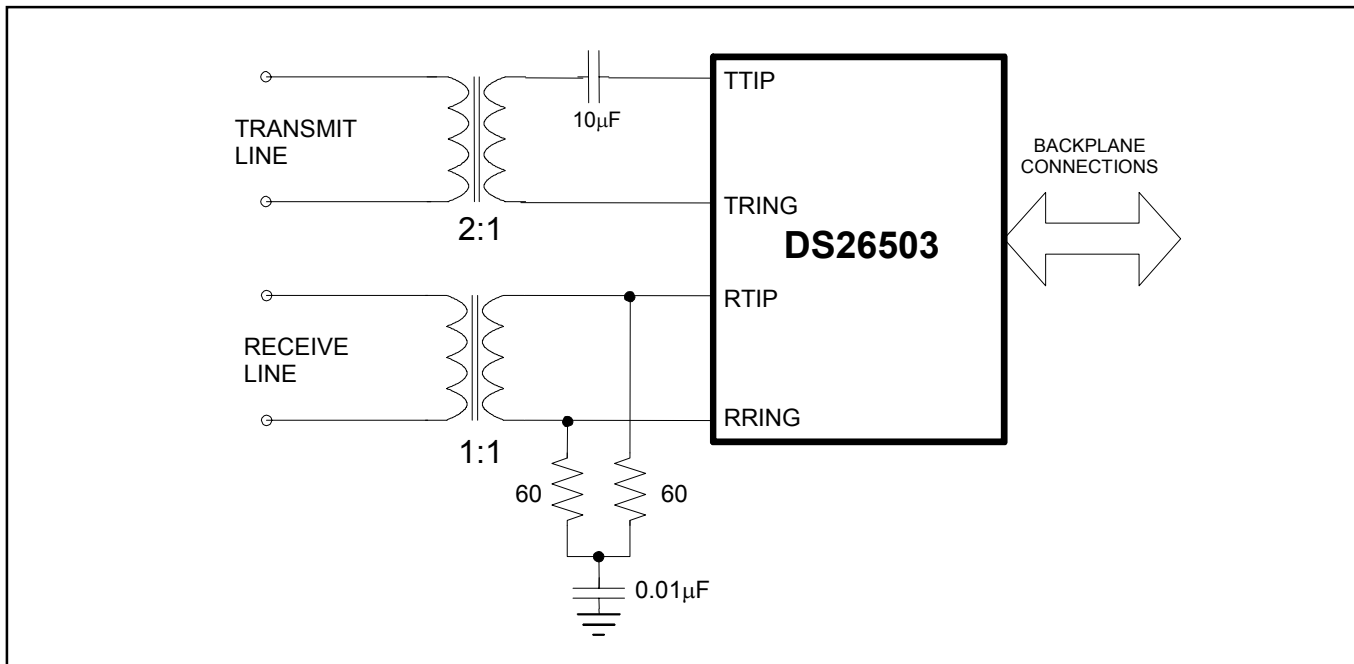 TTIP
10μF
TRANSMIT
LINE
BACKPLANE
CONNECTIONS
TRING
2:1
DS26503
RTIP
RECEIVE
LINE
RRING
1:1
60
60
0.01μF